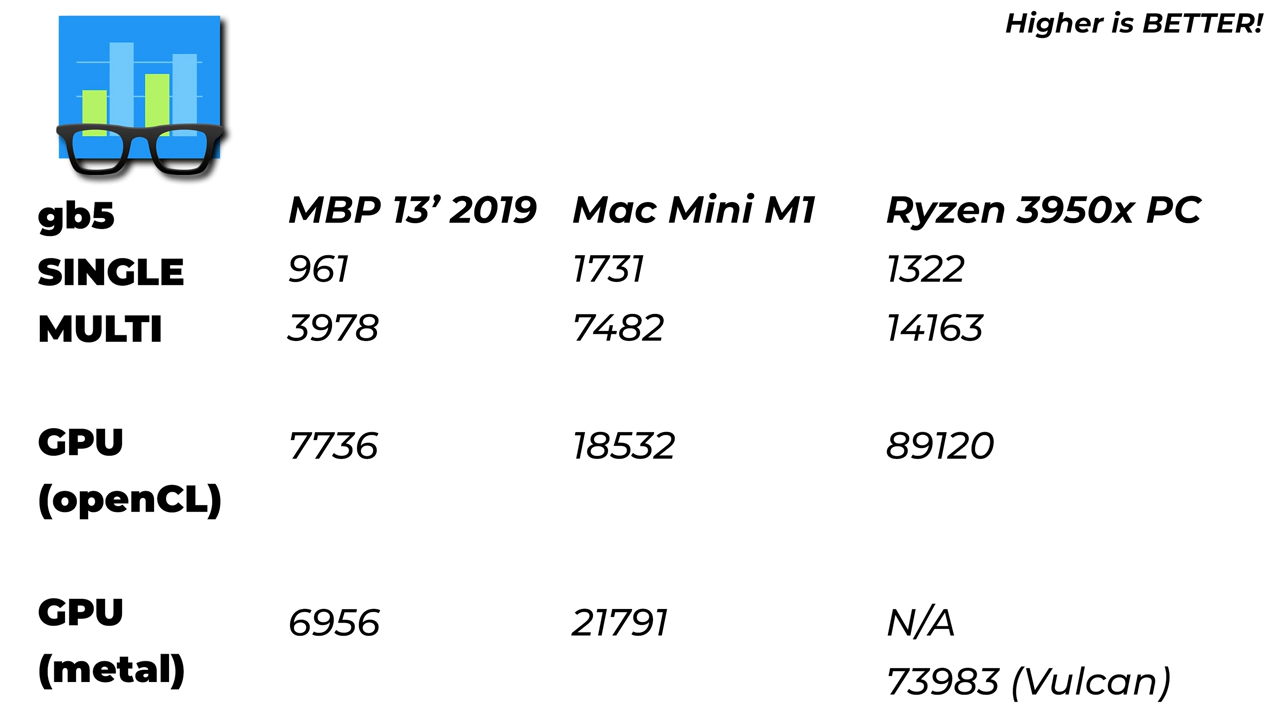 Higher is BETTER!
gb5 MBP 13’ 2019 Mac Mini M1 Ryzen 3950x PC
SINGLE 961 1731 1322
MULTI 3978 7482 14163
GPU 7736 18532 89120
(openCL)
GPU 6956 21791 N/A
(metal) 73983 (Vulcan)